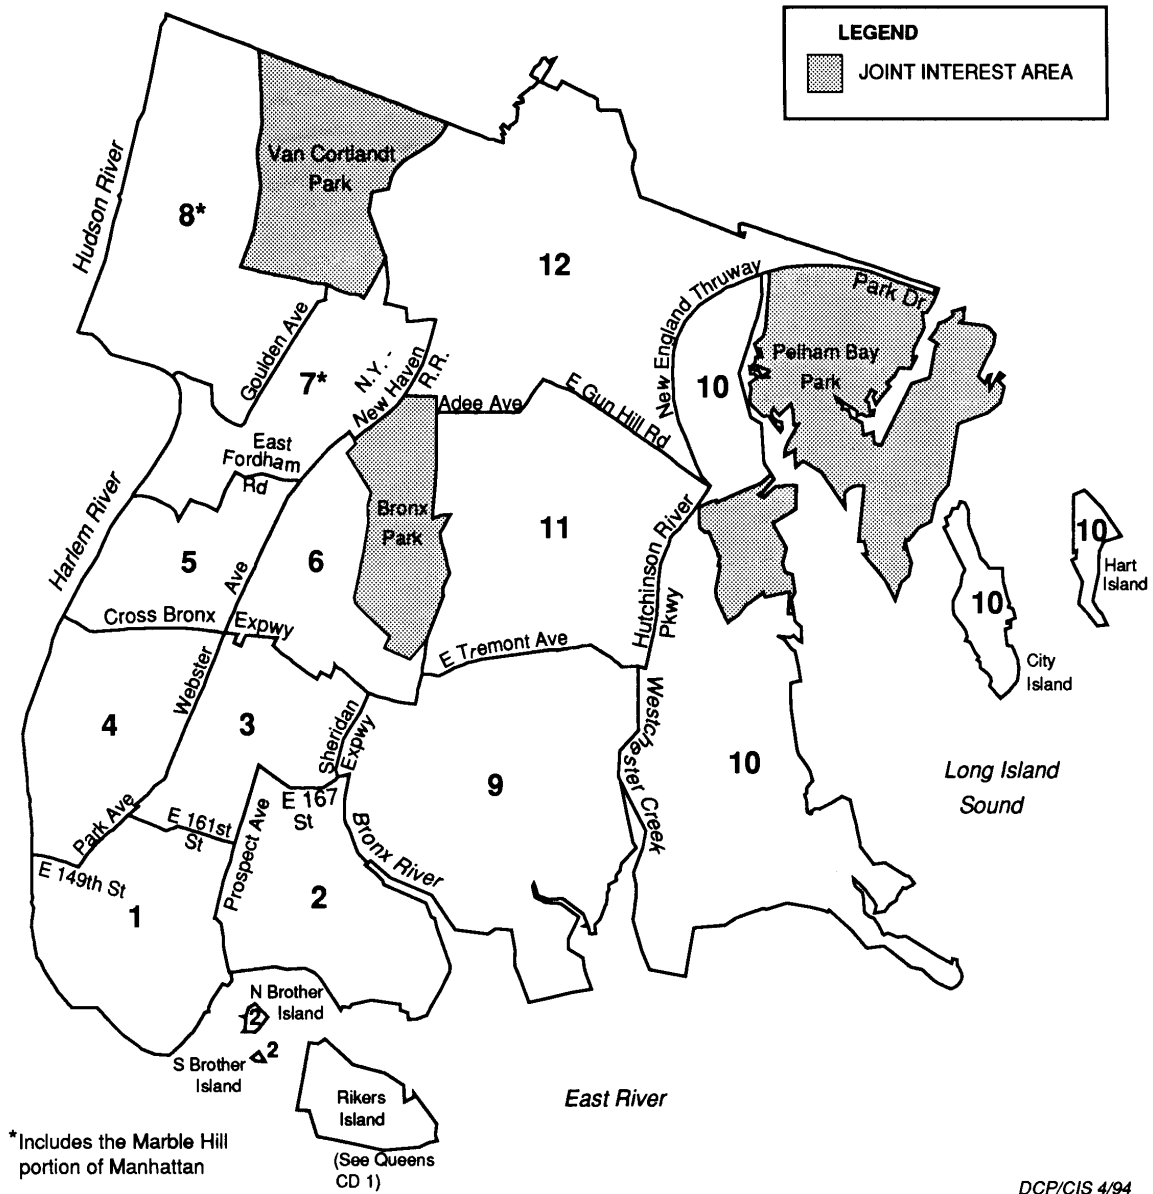 LEGEND
JOINT INTEREST AREA
Van Cortlandt
Park
Hudson River
8*
12
New England Thruway
Park Dr.
Goulden Ave
7*
N.Y. -
New Haven
R.R.
Pelham Bay
Park
10
Adee Ave
E Gun Hill Rd
East
Fordham
Rd
Harlem River
Bronx
Park
11
Hutchinson River
Pkwy
10
Hart
Island
5
Ave
6
10
City
Island
Cross Bronx
Expwy
E Tremont Ave
Webster
4
3
Sheridan
Expwy
Westchester Creek
9
10
Long Island
Sound
Park Ave
E 161st
St
E 167
St
Prospect Ave
Bronx River
E 149th St
1
2
N Brother
Island
2
2
S Brother
Island
Rikers
Island
(See Queens
CD 1)
East River
*Includes the Marble Hill
portion of Manhattan
DCP/CIS 4/94